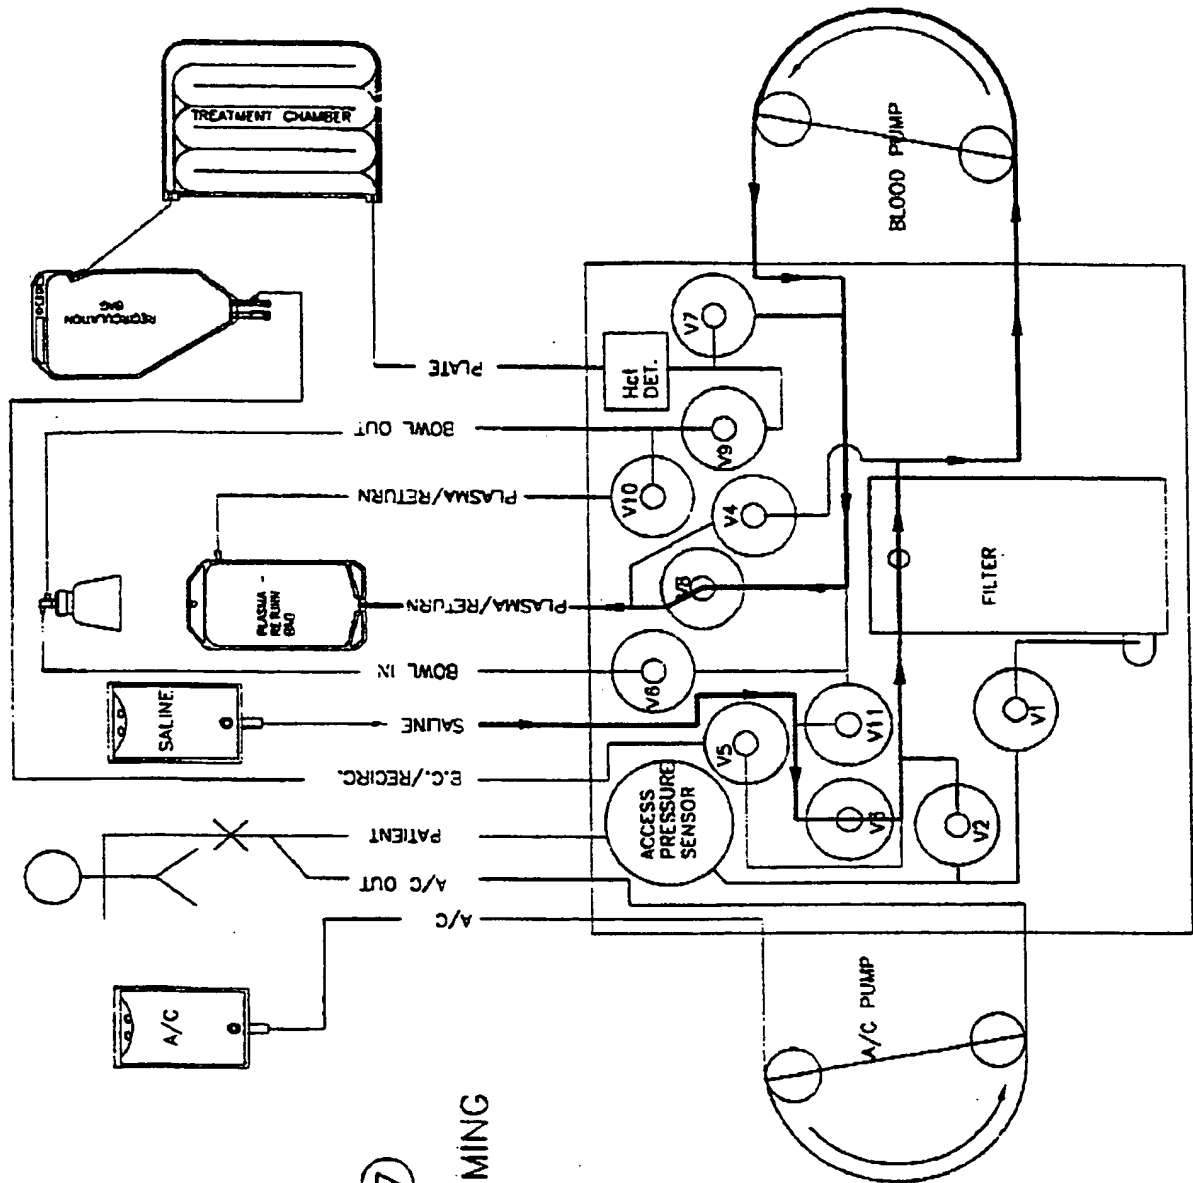 TREATMENT CHAMBER
RECIRCULATION
BAG
PLATE
BOWL OUT
PLASMA/RETURN
PLASMA/RETURN
BOWL IN
SALINE
E.C./RECIRC.
PATIENT
A/C OUT
A/C
PLASMA -
RETURN
BAG
SALINE
A/C
BLOOD PUMP
Hct
DET.
V7
V9
V10
V4
V8
V6
V5
V11
V3
V2
V1
ACCESS
PRESSURE
SENSOR
FILTER
A/C PUMP
7
MING